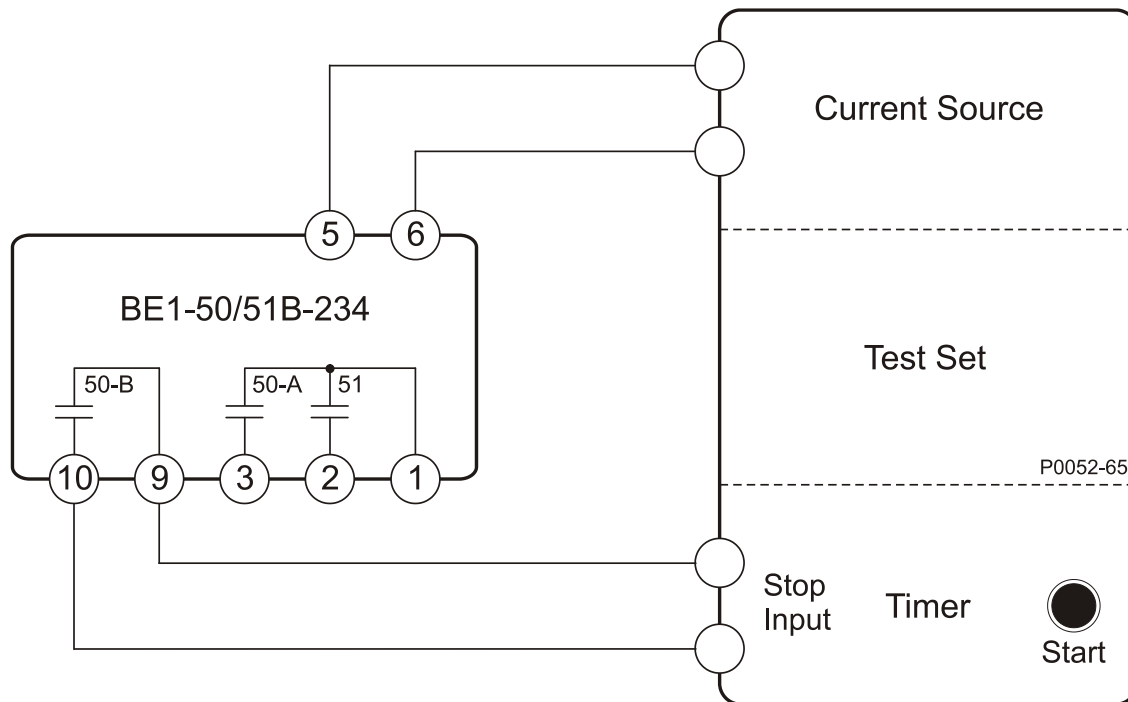 Current Source
5
6
BE1-50/51B-234
50-B
50-A
51
Test Set
10
9
3
2
1
P0052-65
Stop
Input
Timer
Start